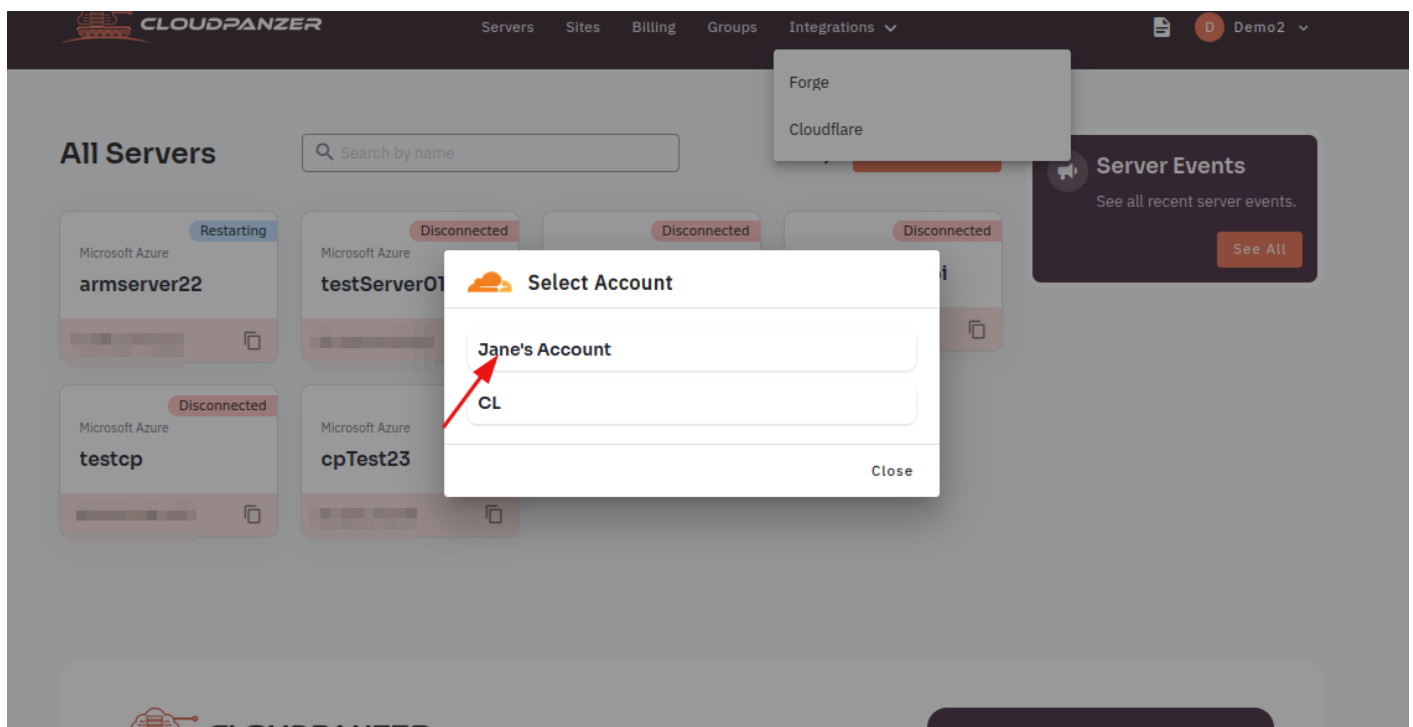 CLOUDPANZER
Servers Sites Billing Groups Integrations
D Demo2
Forge
Cloudflare
All Servers
Search by name
Server Events
See all recent server events.
See All
Restarting
Microsoft Azure
armserver22
Disconnected
Microsoft Azure
testServer01
Disconnected
Disconnected
Select Account
Jane's Account
CL
Close
Disconnected
Microsoft Azure
testcp
Microsoft Azure
cpTest23